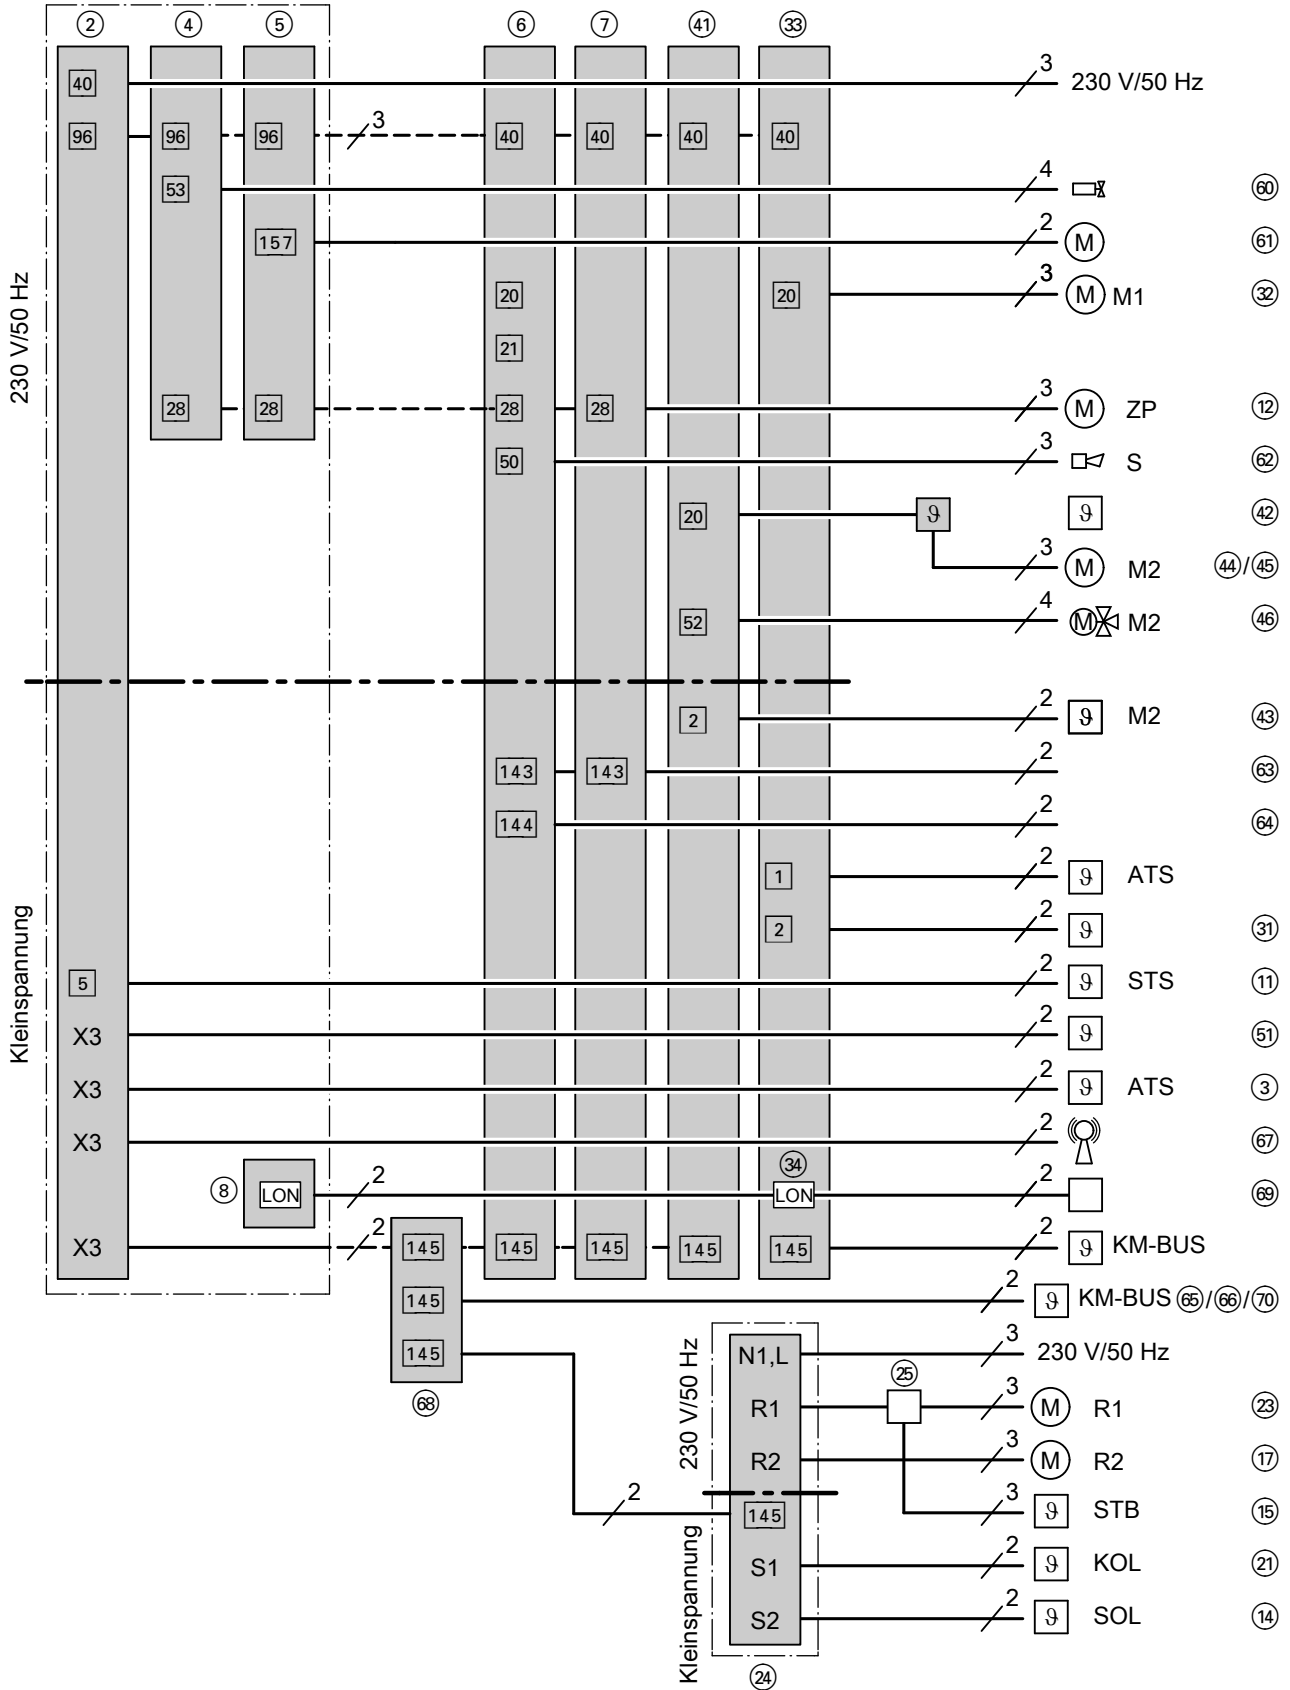 2 4 5 6 7 41 33
40 3 230 V/50 Hz
96 96 96 3 40 40 40 40
53 4 60
157 2 M 61
20 20 3 M M1 32
21
28 28 28 28 3 M ZP 12
50 3 S 62
20 ϑ ϑ 42
3 M M2 44/45
52 4 M M2 46
230 V/50 Hz
2 2 ϑ M2 43
143 143 2 63
144 2 64
1 2 ϑ ATS
2 2 ϑ 31
5 2 ϑ STS 11
X3 2 ϑ 51
X3 2 ϑ ATS 3
X3 2 67
Kleinspannung
34
8 LON 2 LON 2 69
X3 2 145 145 145 145 145 2 ϑ KM-BUS
145 2 ϑ KM-BUS 65/66/70
145 N1,L 3 230 V/50 Hz
68 25
R1 3 M R1 23
R2 3 M R2 17
230 V/50 Hz
2 145 3 ϑ STB 15
S1 2 ϑ KOL 21
S2 2 ϑ SOL 14
Kleinspannung
24